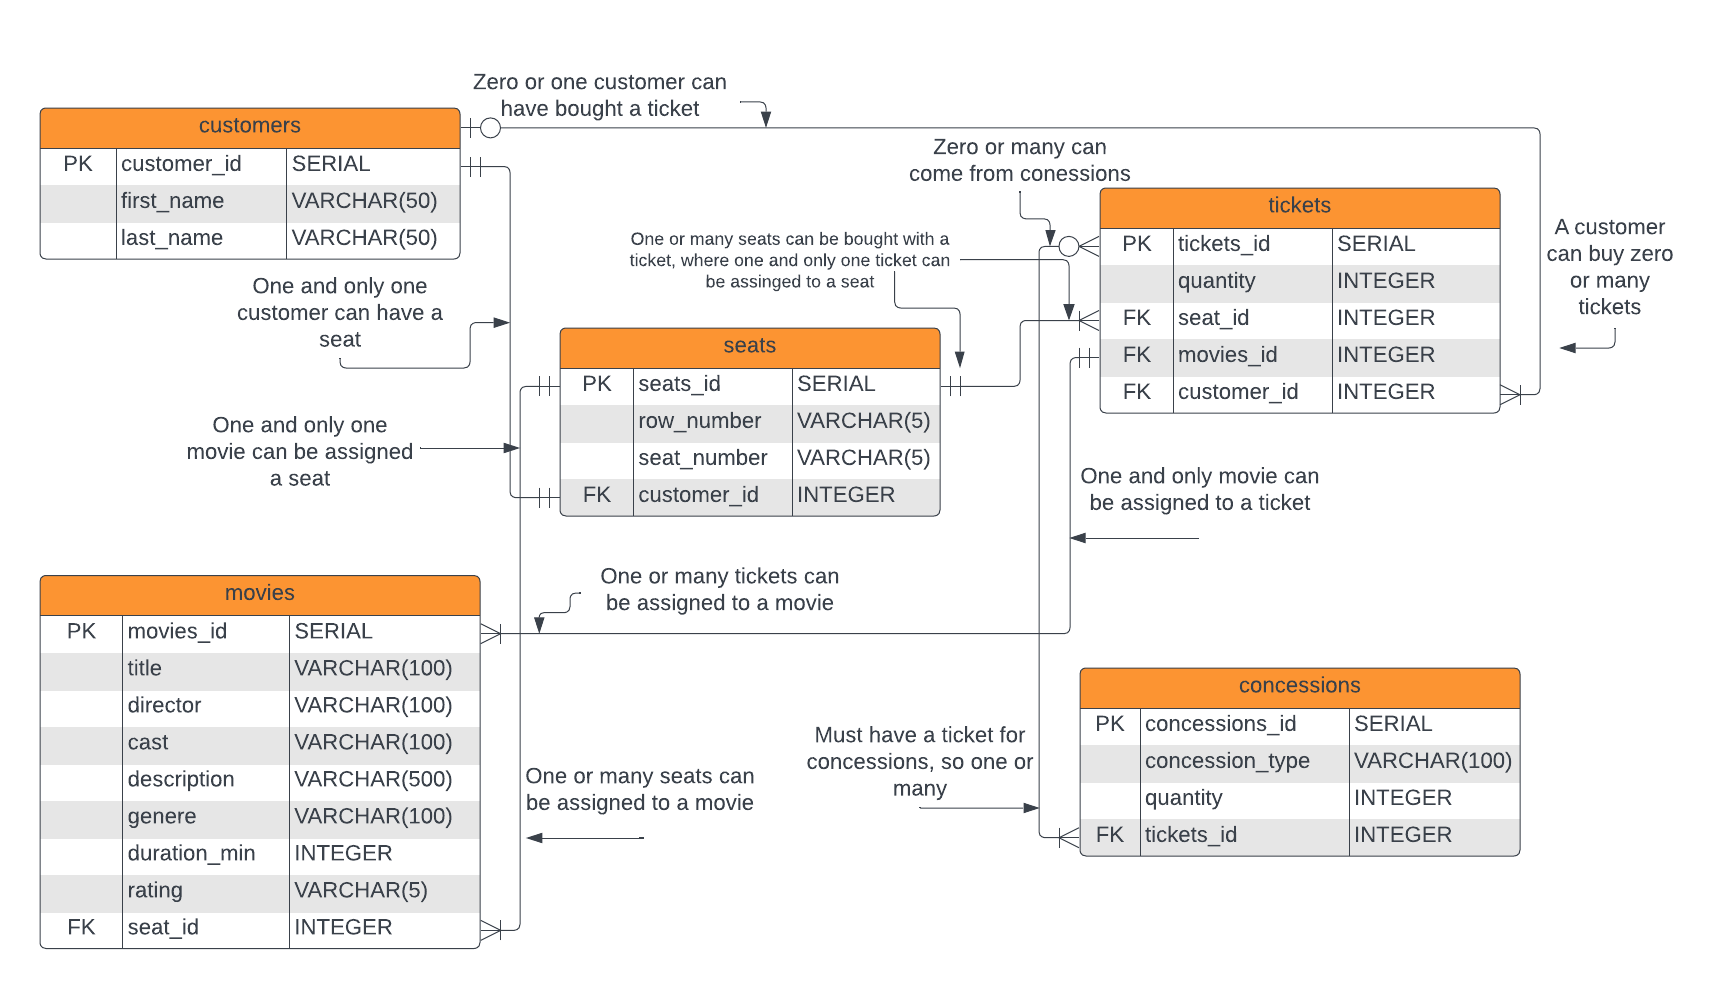 Zero or one customer can
have bought a ticket
customers
PK customer_id SERIAL
first_name VARCHAR(50)
last_name VARCHAR(50)
Zero or many can
come from conessions
tickets
PK tickets_id SERIAL
quantity INTEGER
FK seat_id INTEGER
FK movies_id INTEGER
FK customer_id INTEGER
A customer
can buy zero
or many
tickets
One or many seats can be bought with a
ticket, where one and only one ticket can
be assinged to a seat
One and only one
customer can have a
seat
seats
PK seats_id SERIAL
row_number VARCHAR(5)
seat_number VARCHAR(5)
FK customer_id INTEGER
One and only one
movie can be assigned
a seat
One and only movie can
be assigned to a ticket
One or many tickets can
be assigned to a movie
movies
PK movies_id SERIAL
title VARCHAR(100)
director VARCHAR(100)
cast VARCHAR(100)
description VARCHAR(500)
genere VARCHAR(100)
duration_min INTEGER
rating VARCHAR(5)
FK seat_id INTEGER
One or many seats can
be assigned to a movie
Must have a ticket for
concessions, so one or
many
concessions
PK concessions_id SERIAL
concession_type VARCHAR(100)
quantity INTEGER
FK tickets_id INTEGER